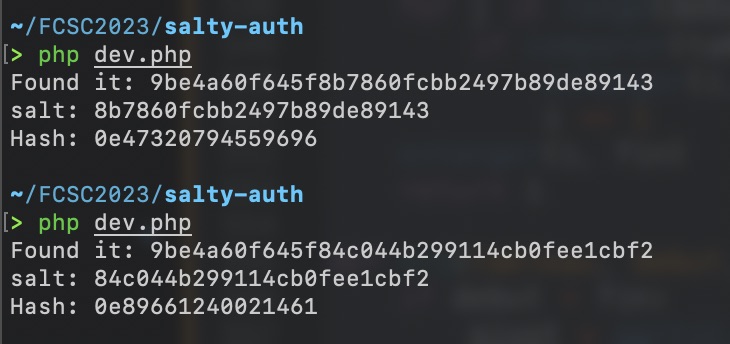 ~/FCSC2023/salty-auth
[> php dev.php
Found it: 9be4a60f645f8b7860fcbb2497b89de89143
salt: 8b7860fcbb2497b89de89143
Hash: 0e47320794559696
~/FCSC2023/salty-auth
[> php dev.php
Found it: 9be4a60f645f84c044b299114cb0fee1cbf2
salt: 84c044b299114cb0fee1cbf2
Hash: 0e89661240021461